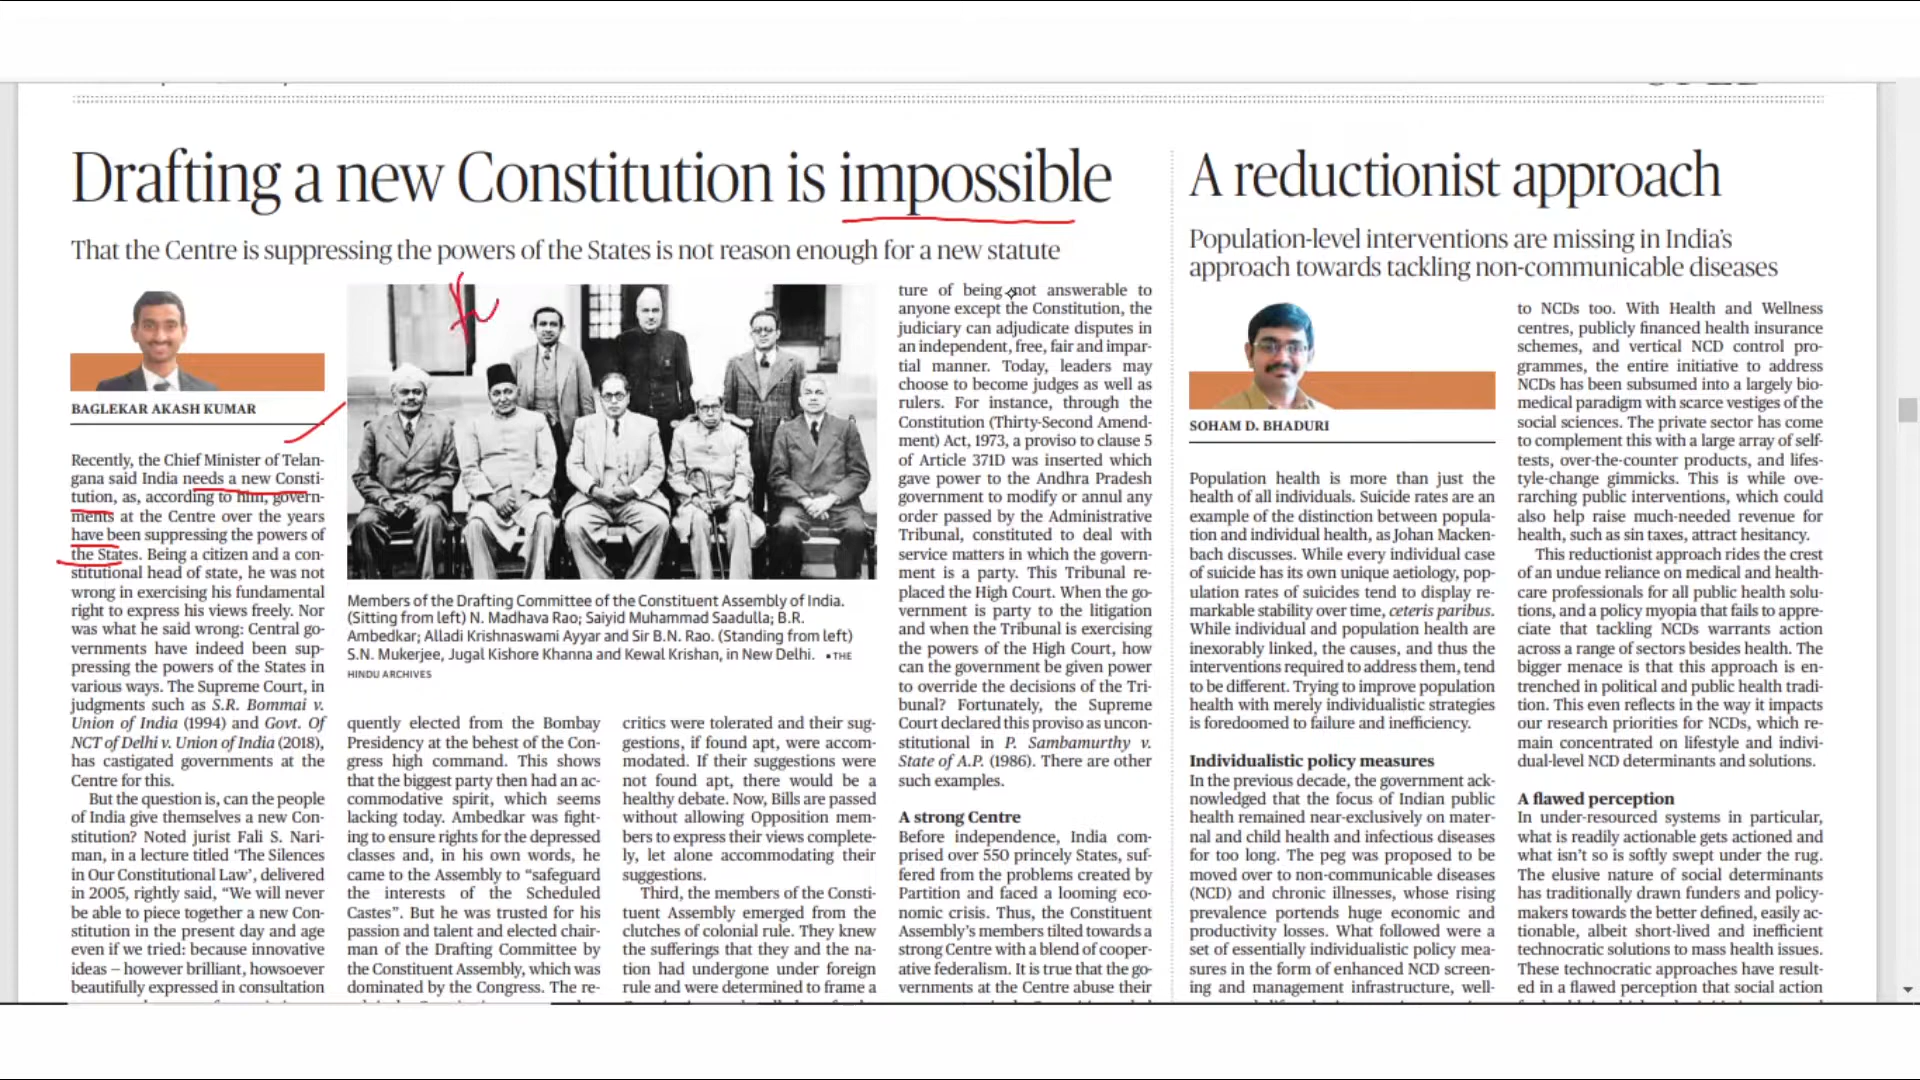 Drafting a new Constitution is impossible
That the Centre is suppressing the powers of the States is not reason enough for a new statute
BAGLEKAR AKASH KUMAR
Recently, the Chief Minister of Telan-
gana said India needs a new Consti-
tution, as, according to him, govern-
ments at the Centre over the years
have been suppressing the powers of
the States. Being a citizen and a con-
stitutional head of state, he was not
wrong in exercising his fundamental
right to express his views freely. Nor
was what he said wrong: Central go-
vernments have indeed been sup-
pressing the powers of the States in
various ways. The Supreme Court, in
judgments such as S.R. Bommai v.
Union of India (1994) and Govt. Of
NCT of Delhi v. Union of India (2018),
has castigated governments at the
Centre for this.
But the question is, can the people
of India give themselves a new Con-
stitution? Noted jurist Fali S. Nari-
man, in a lecture titled ‘The Silences
in Our Constitutional Law’, delivered
in 2005, rightly said, “We will never
be able to piece together a new Con-
stitution in the present day and age
even if we tried: because innovative
ideas – however brilliant, howsoever
beautifully expressed in consultation
Members of the Drafting Committee of the Constituent Assembly of India.
(Sitting from left) N. Madhava Rao; Saiyid Muhammad Saadulla; B.R.
Ambedkar; Alladi Krishnaswami Ayyar and Sir B.N. Rao. (Standing from left)
S.N. Mukerjee, Jugal Kishore Khanna and Kewal Krishan, in New Delhi. • THE
HINDU ARCHIVES
quently elected from the Bombay
Presidency at the behest of the Con-
gress high command. This shows
that the biggest party then had an ac-
commodative spirit, which seems
lacking today. Ambedkar was fight-
ing to ensure rights for the depressed
classes and, in his own words, he
came to the Assembly to “safeguard
the interests of the Scheduled
Castes”. But he was trusted for his
passion and talent and elected chair-
man of the Drafting Committee by
the Constituent Assembly, which was
dominated by the Congress. The re-
critics were tolerated and their sug-
gestions, if found apt, were accom-
modated. If their suggestions were
not found apt, there would be a
healthy debate. Now, Bills are passed
without allowing Opposition mem-
bers to express their views complete-
ly, let alone accommodating their
suggestions.
Third, the members of the Consti-
tuent Assembly emerged from the
clutches of colonial rule. They knew
the sufferings that they and the na-
tion had undergone under foreign
rule and were determined to frame a
ture of being not answerable to
anyone except the Constitution, the
judiciary can adjudicate disputes in
an independent, free, fair and impar-
tial manner. Today, leaders may
choose to become judges as well as
rulers. For instance, through the
Constitution (Thirty-Second Amend-
ment) Act, 1973, a proviso to clause 5
of Article 371D was inserted which
gave power to the Andhra Pradesh
government to modify or annul any
order passed by the Administrative
Tribunal, constituted to deal with
service matters in which the govern-
ment is a party. This Tribunal re-
placed the High Court. When the go-
vernment is party to the litigation
and when the Tribunal is exercising
the powers of the High Court, how
can the government be given power
to override the decisions of the Tri-
bunal? Fortunately, the Supreme
Court declared this proviso as uncon-
stitutional in P. Sambamurthy v.
State of A.P. (1986). There are other
such examples.
A strong Centre
Before independence, India com-
prised over 550 princely States, suf-
fered from the problems created by
Partition and faced a looming eco-
nomic crisis. Thus, the Constituent
Assembly’s members tilted towards a
strong Centre with a blend of cooper-
ative federalism. It is true that the go-
vernments at the Centre abuse their
A reductionist approach
Population-level interventions are missing in India’s
approach towards tackling non-communicable diseases
SOHAM D. BHADURI
Population health is more than just the
health of all individuals. Suicide rates are an
example of the distinction between popula-
tion and individual health, as Johan Macken-
bach discusses. While every individual case
of suicide has its own unique aetiology, pop-
ulation rates of suicides tend to display re-
markable stability over time, ceteris paribus.
While individual and population health are
inexorably linked, the causes, and thus the
interventions required to address them, tend
to be different. Trying to improve population
health with merely individualistic strategies
is foredoomed to failure and inefficiency.
Individualistic policy measures
In the previous decade, the government ack-
nowledged that the focus of Indian public
health remained near-exclusively on mater-
nal and child health and infectious diseases
for too long. The peg was proposed to be
moved over to non-communicable diseases
(NCD) and chronic illnesses, whose rising
prevalence portends huge economic and
productivity losses. What followed were a
set of essentially individualistic policy mea-
sures in the form of enhanced NCD screen-
ing and management infrastructure, well-
to NCDs too. With Health and Wellness
centres, publicly financed health insurance
schemes, and vertical NCD control pro-
grammes, the entire initiative to address
NCDs has been subsumed into a largely bio-
medical paradigm with scarce vestiges of the
social sciences. The private sector has come
to complement this with a large array of self-
tests, over-the-counter products, and lifes-
tyle-change gimmicks. This is while ove-
rarching public interventions, which could
also help raise much-needed revenue for
health, such as sin taxes, attract hesitancy.
This reductionist approach rides the crest
of an undue reliance on medical and health-
care professionals for all public health solu-
tions, and a policy myopia that fails to appre-
ciate that tackling NCDs warrants action
across a range of sectors besides health. The
bigger menace is that this approach is en-
trenched in political and public health tradi-
tion. This even reflects in the way it impacts
our research priorities for NCDs, which re-
main concentrated on lifestyle and indivi-
dual-level NCD determinants and solutions.
A flawed perception
In under-resourced systems in particular,
what is readily actionable gets actioned and
what isn’t so is softly swept under the rug.
The elusive nature of social determinants
has traditionally drawn funders and policy-
makers towards the better defined, easily ac-
tionable, albeit short-lived and inefficient
technocratic solutions to mass health issues.
These technocratic approaches have result-
ed in a flawed perception that social action